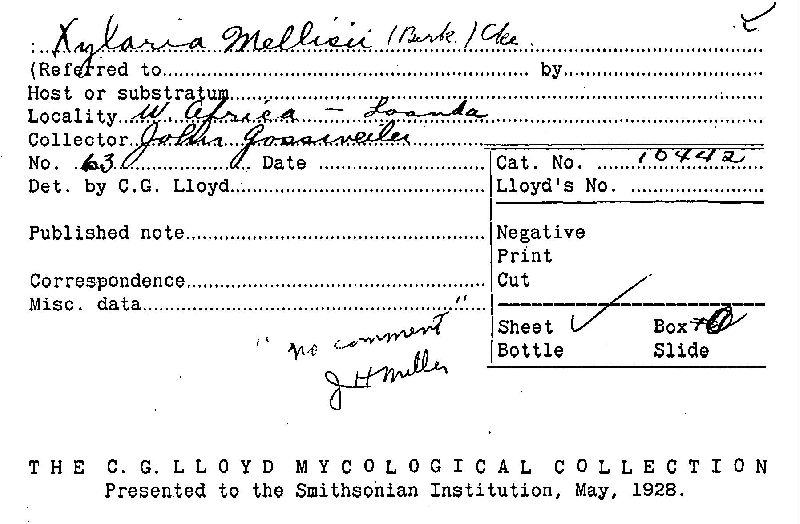 Xylaria Mellisii (Berk.) Cke
(Referred to by
Host or substratum
Locality W. Africa - Loanda
Collector John Gossweiler
No. 63 Date
Det. by C.G. Lloyd
Cat. No. 10442
Lloyd's No.
Published note
Correspondence
Misc. data
Negative
Print
Cut
Sheet ✓ Box
Bottle Slide
"no comment"
J H Miller
THE C.G. LLOYD MYCOLOGICAL COLLECTION
Presented to the Smithsonian Institution, May, 1928.